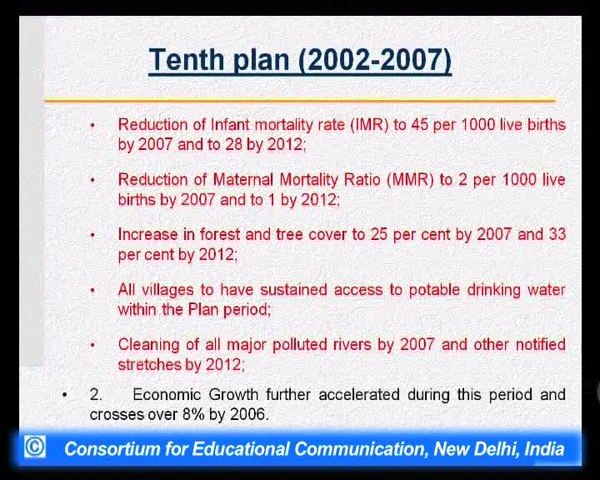 Tenth plan (2002-2007)
• Reduction of Infant mortality rate (IMR) to 45 per 1000 live births
by 2007 and to 28 by 2012;
• Reduction of Maternal Mortality Ratio (MMR) to 2 per 1000 live
births by 2007 and to 1 by 2012;
• Increase in forest and tree cover to 25 per cent by 2007 and 33
per cent by 2012;
• All villages to have sustained access to potable drinking water
within the Plan period;
• Cleaning of all major polluted rivers by 2007 and other notified
stretches by 2012;
• 2. Economic Growth further accelerated during this period and
crosses over 8% by 2006.
© Consortium for Educational Communication, New Delhi, India